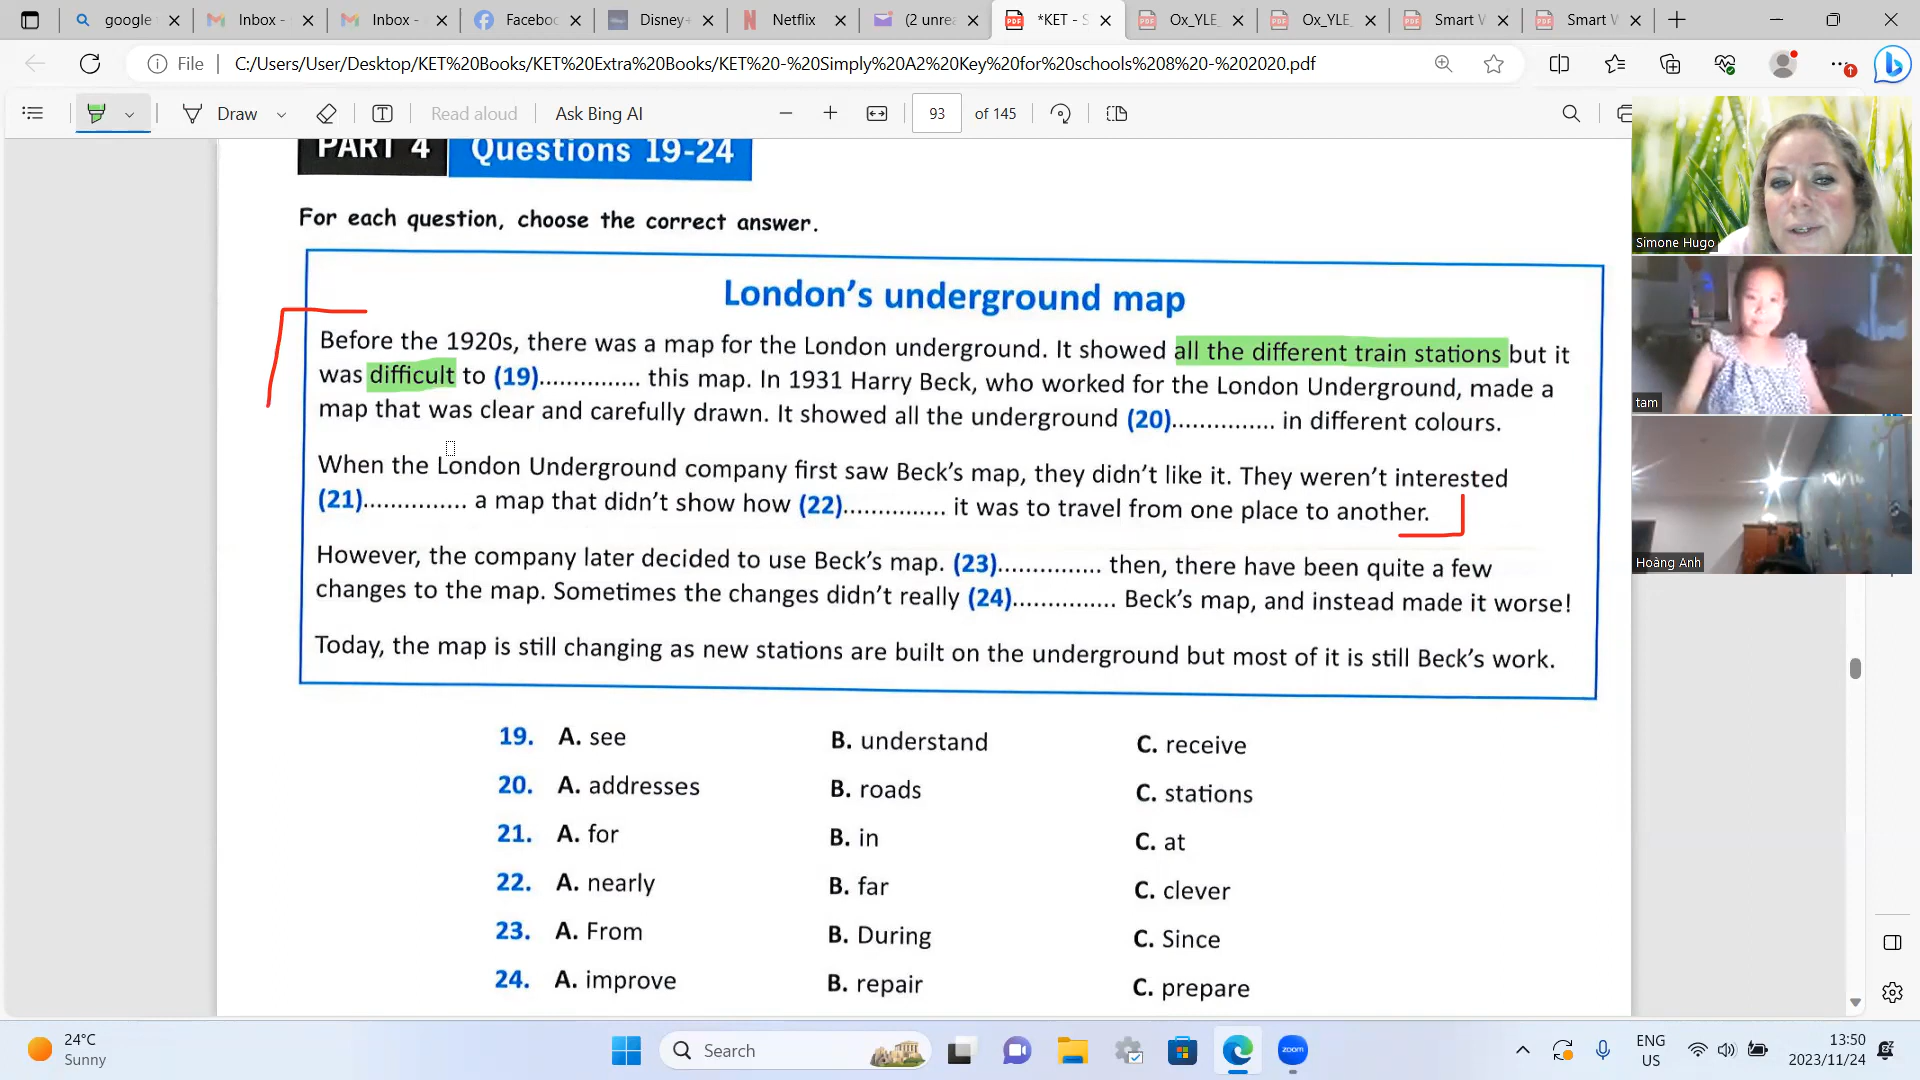 google
Inbox -
Inbox -
Faceboo
Disney+
Netflix
(2 unrea
*KET - S
Ox_YLE_
Ox_YLE_
Smart W
Smart W
File
C:/Users/User/Desktop/KET%20Books/KET%20Extra%20Books/KET%20-%20Simply%20A2%20Key%20for%20schools%208%20-%202020.pdf
Draw
Read aloud
Ask Bing AI
93
of 145
PART 4
Questions 19-24
For each question, choose the correct answer.
London's underground map
Before the 1920s, there was a map for the London underground. It showed all the different train stations but it
was difficult to (19)............... this map. In 1931 Harry Beck, who worked for the London Underground, made a
map that was clear and carefully drawn. It showed all the underground (20)............... in different colours.
When the London Underground company first saw Beck's map, they didn't like it. They weren't interested
(21)............... a map that didn't show how (22)............... it was to travel from one place to another.
However, the company later decided to use Beck's map. (23)............... then, there have been quite a few
changes to the map. Sometimes the changes didn't really (24)............... Beck's map, and instead made it worse!
Today, the map is still changing as new stations are built on the underground but most of it is still Beck's work.
19. A. see B. understand C. receive
20. A. addresses B. roads C. stations
21. A. for B. in C. at
22. A. nearly B. far C. clever
23. A. From B. During C. Since
24. A. improve B. repair C. prepare
Simone Hugo
tam
Hoàng Anh
24°C
Sunny
Search
zoom
ENG
US
13:50
2023/11/24